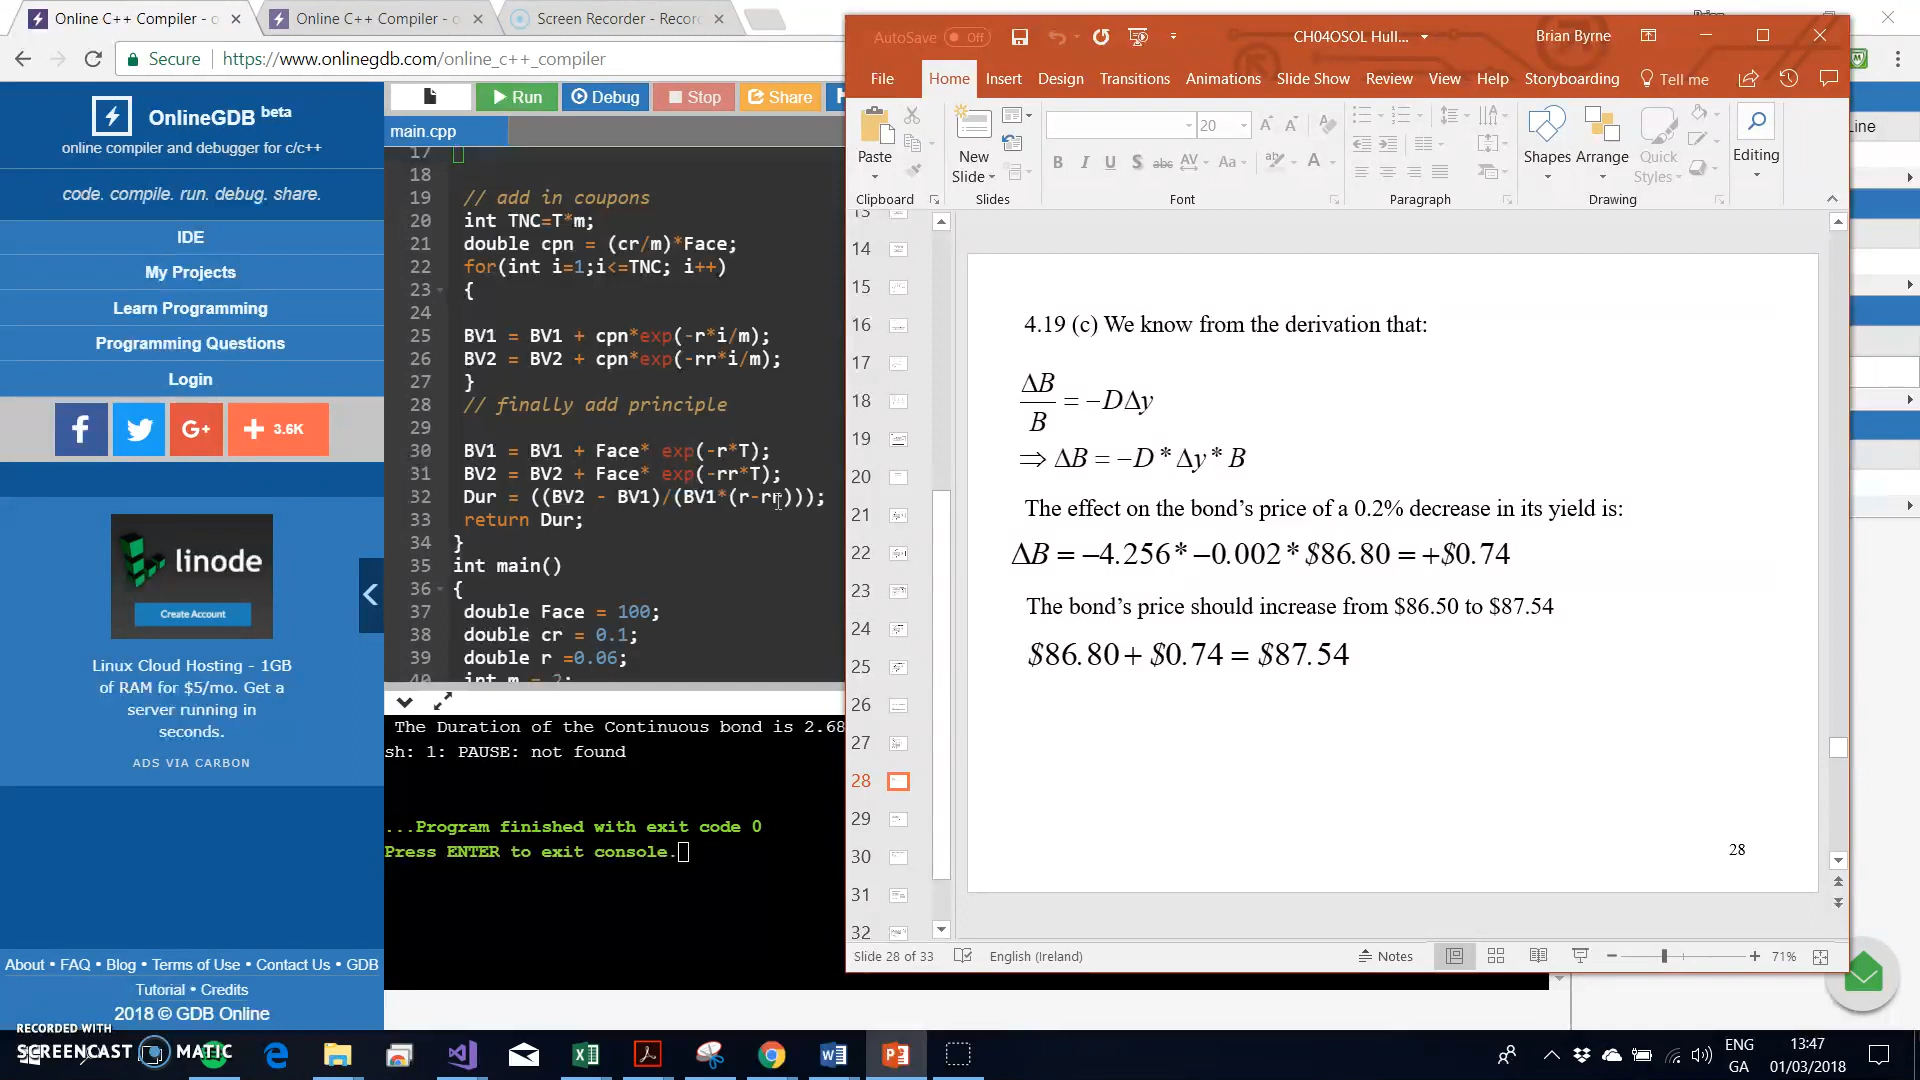 Online C++ Compiler - o
Online C++ Compiler - o
Screen Recorder - Recor
Secure
https://www.onlinegdb.com/online_c++_compiler
OnlineGDB beta
online compiler and debugger for c/c++
code. compile. run. debug. share.
IDE
My Projects
Learn Programming
Programming Questions
Login
3.6K
linode
Create Account
Linux Cloud Hosting - 1GB
of RAM for $5/mo. Get a
server running in
seconds.
ADS VIA CARBON
About • FAQ • Blog • Terms of Use • Contact Us • GDB
Tutorial • Credits
2018 © GDB Online
Run
Debug
Stop
Share
main.cpp
17
18
19 // add in coupons
20 int TNC=T*m;
21 double cpn = (cr/m)*Face;
22 for(int i=1;i<=TNC; i++)
23 {
24
25 BV1 = BV1 + cpn*exp(-r*i/m);
26 BV2 = BV2 + cpn*exp(-rr*i/m);
27 }
28 // finally add principle
29
30 BV1 = BV1 + Face* exp(-r*T);
31 BV2 = BV2 + Face* exp(-rr*T);
32 Dur = ((BV2 - BV1)/(BV1*(r-rr)));
33 return Dur;
34 }
35 int main()
36 {
37 double Face = 100;
38 double cr = 0.1;
39 double r =0.06;
40 int m = 2;
The Duration of the Continuous bond is 2.68
sh: 1: PAUSE: not found
...Program finished with exit code 0
Press ENTER to exit console.
AutoSave Off
CH04OSOL Hull...
Brian Byrne
File Home Insert Design Transitions Animations Slide Show Review View Help Storyboarding Tell me
Paste
New
Slide
20
B I U S abc AV Aa A
Shapes Arrange Quick
Styles
Editing
Clipboard Slides Font Paragraph Drawing
13
14
15
16
17
18
19
20
21
22
23
24
25
26
27
28
29
30
31
32
4.19 (c) We know from the derivation that:
ΔB/B = −DΔy
⇒ ΔB = −D * Δy * B
The effect on the bond's price of a 0.2% decrease in its yield is:
ΔB = −4.256* −0.002* $86.80 = +$0.74
The bond's price should increase from $86.50 to $87.54
$86.80 + $0.74 = $87.54
28
Slide 28 of 33
English (Ireland)
Notes
71%
Line
RECORDED WITH
SCREENCAST MATIC
ENG
GA
13:47
01/03/2018